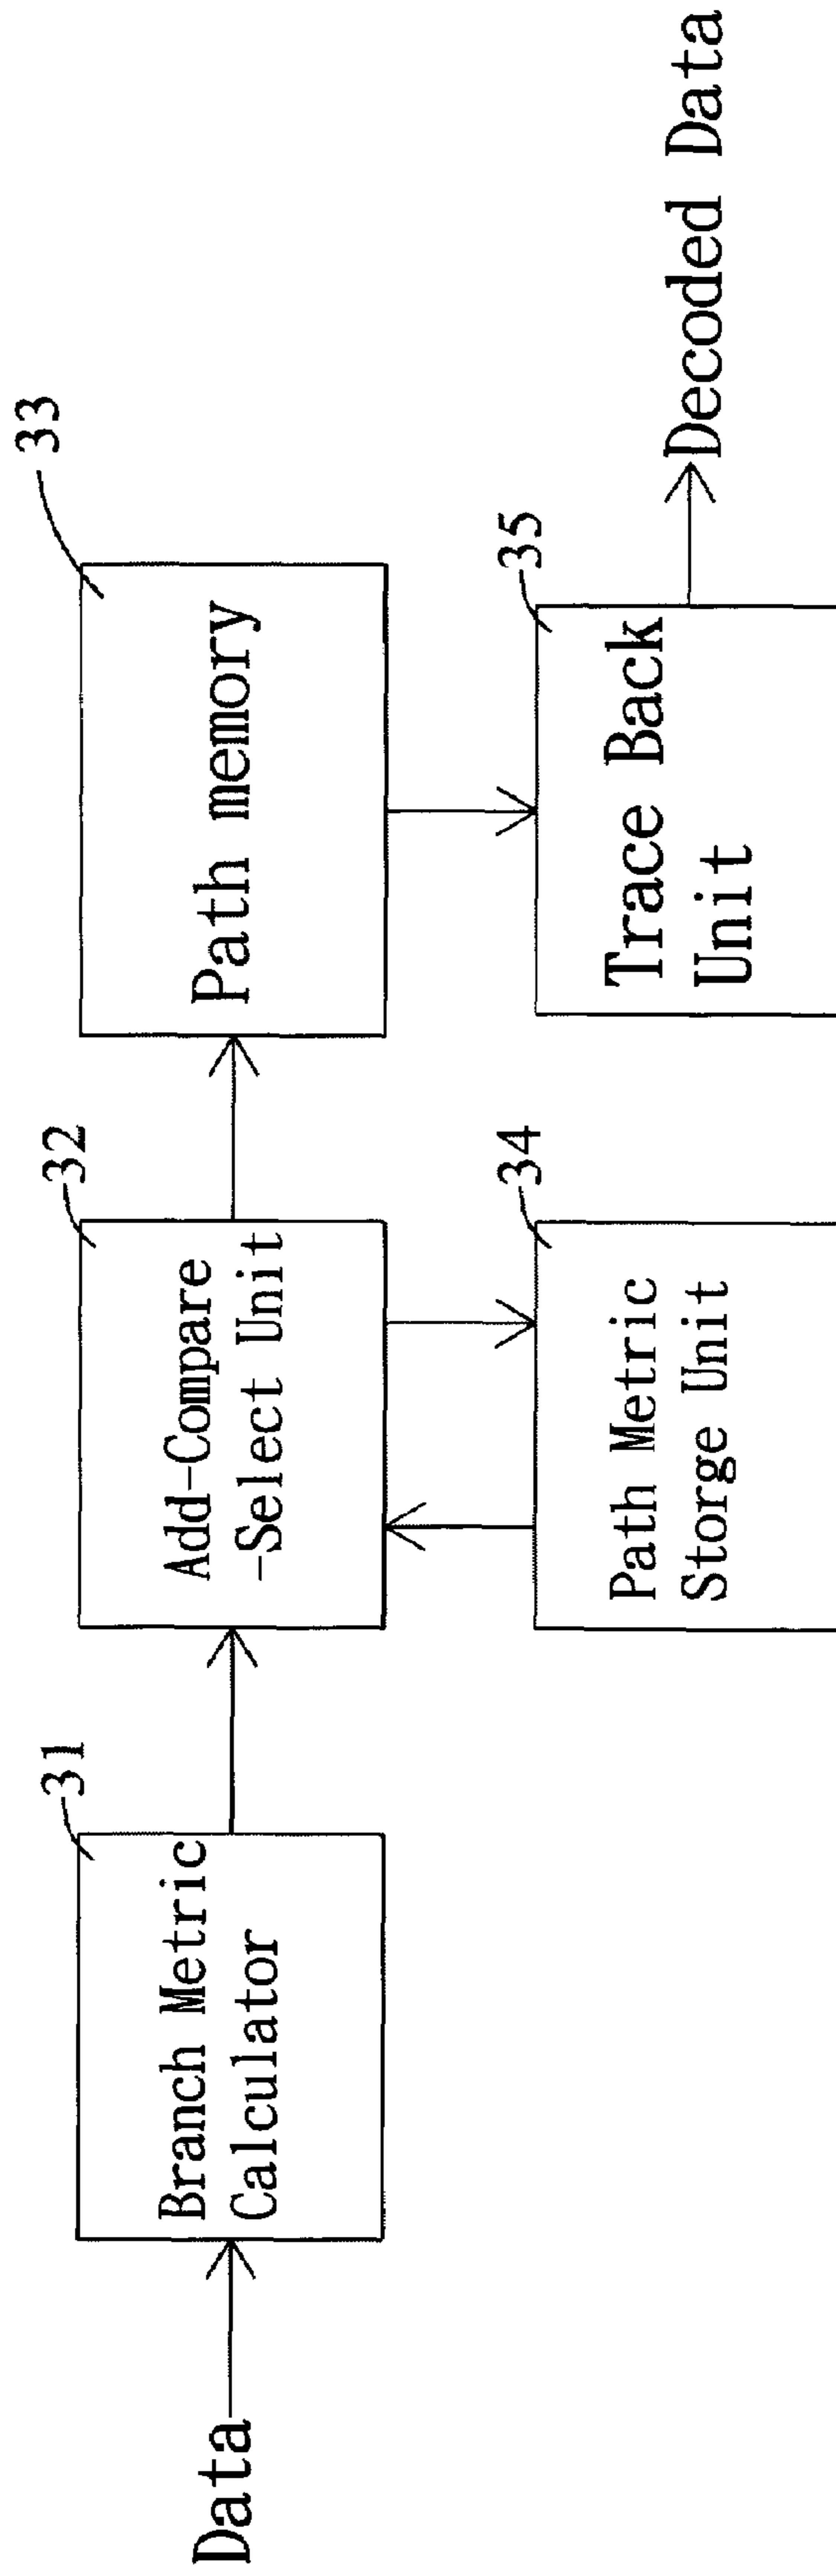 Data
Branch Metric
Calculator
31
Add-Compare
-Select Unit
32
Path memory
33
Path Metric
Storge Unit
34
Trace Back
Unit
35
Decoded Data